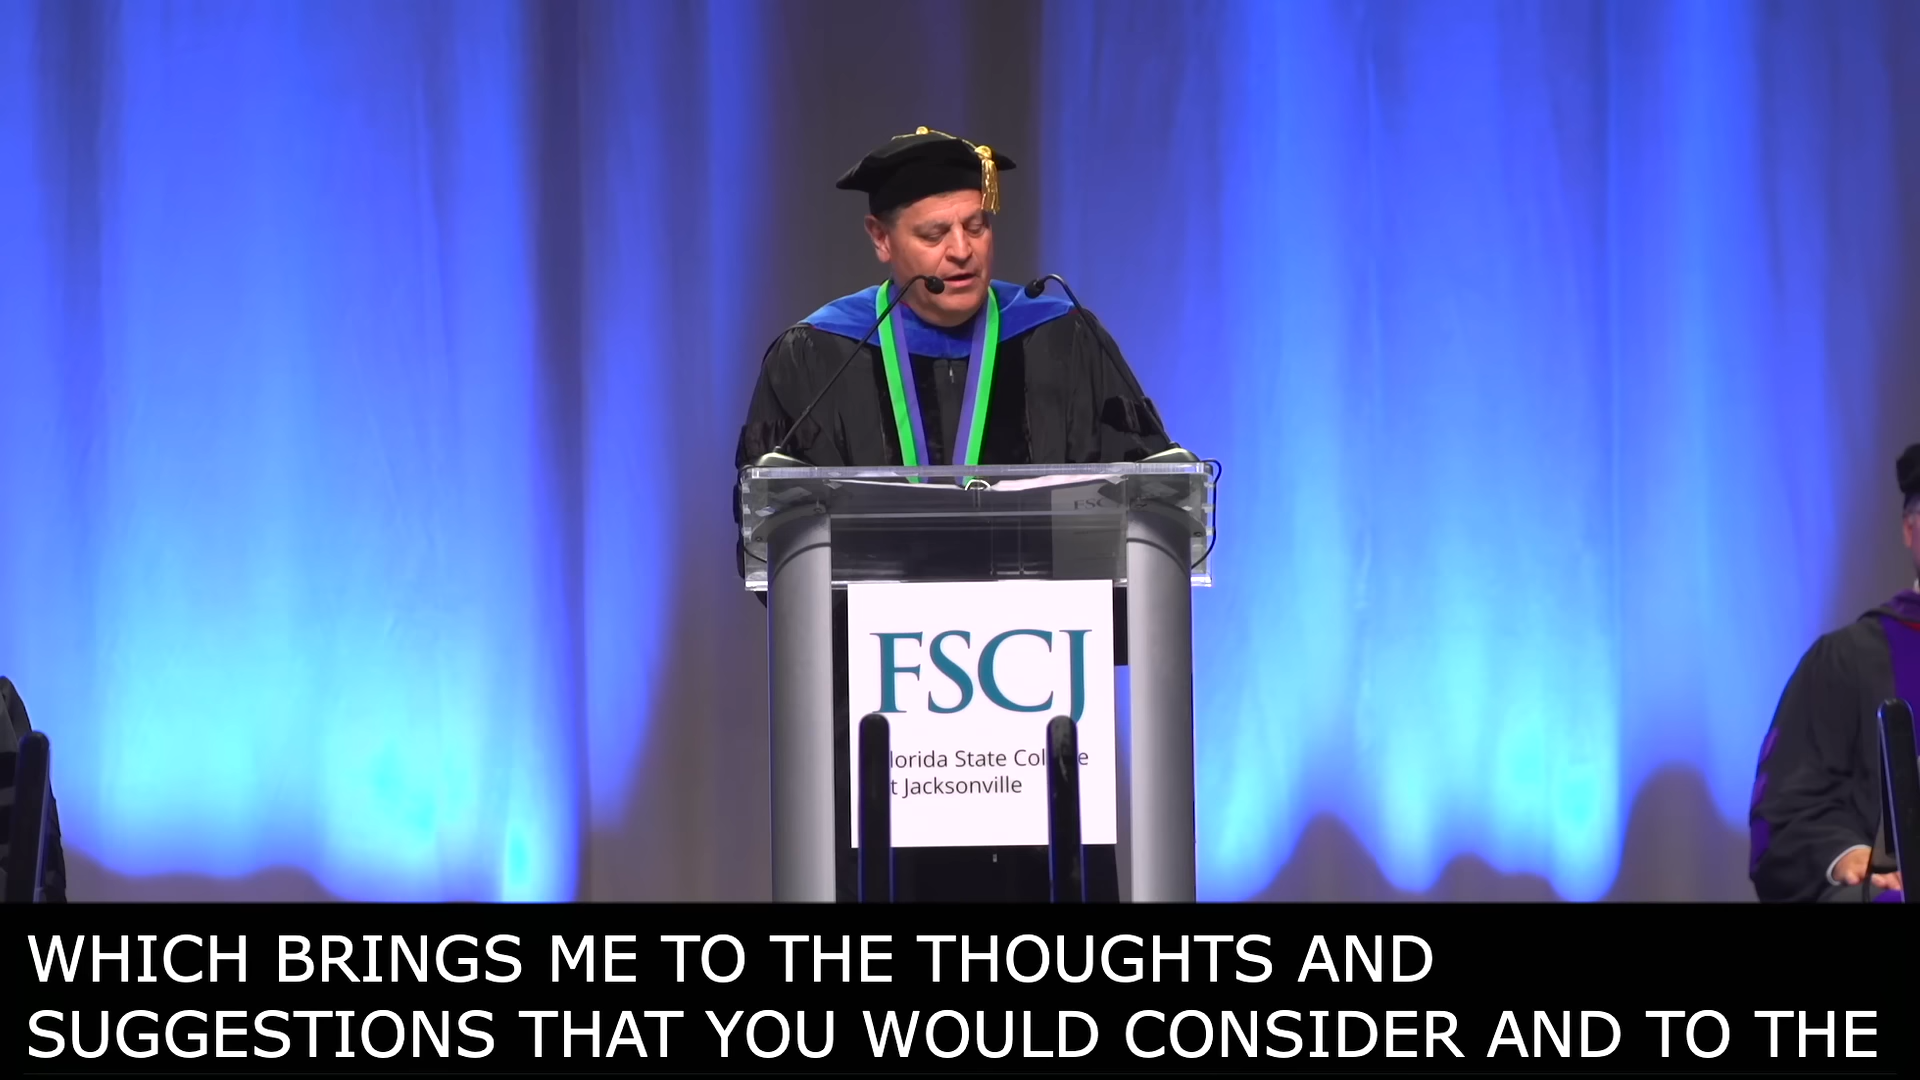 FSC
FSCJ
lorida State Col e
t Jacksonville
WHICH BRINGS ME TO THE THOUGHTS AND
SUGGESTIONS THAT YOU WOULD CONSIDER AND TO THE